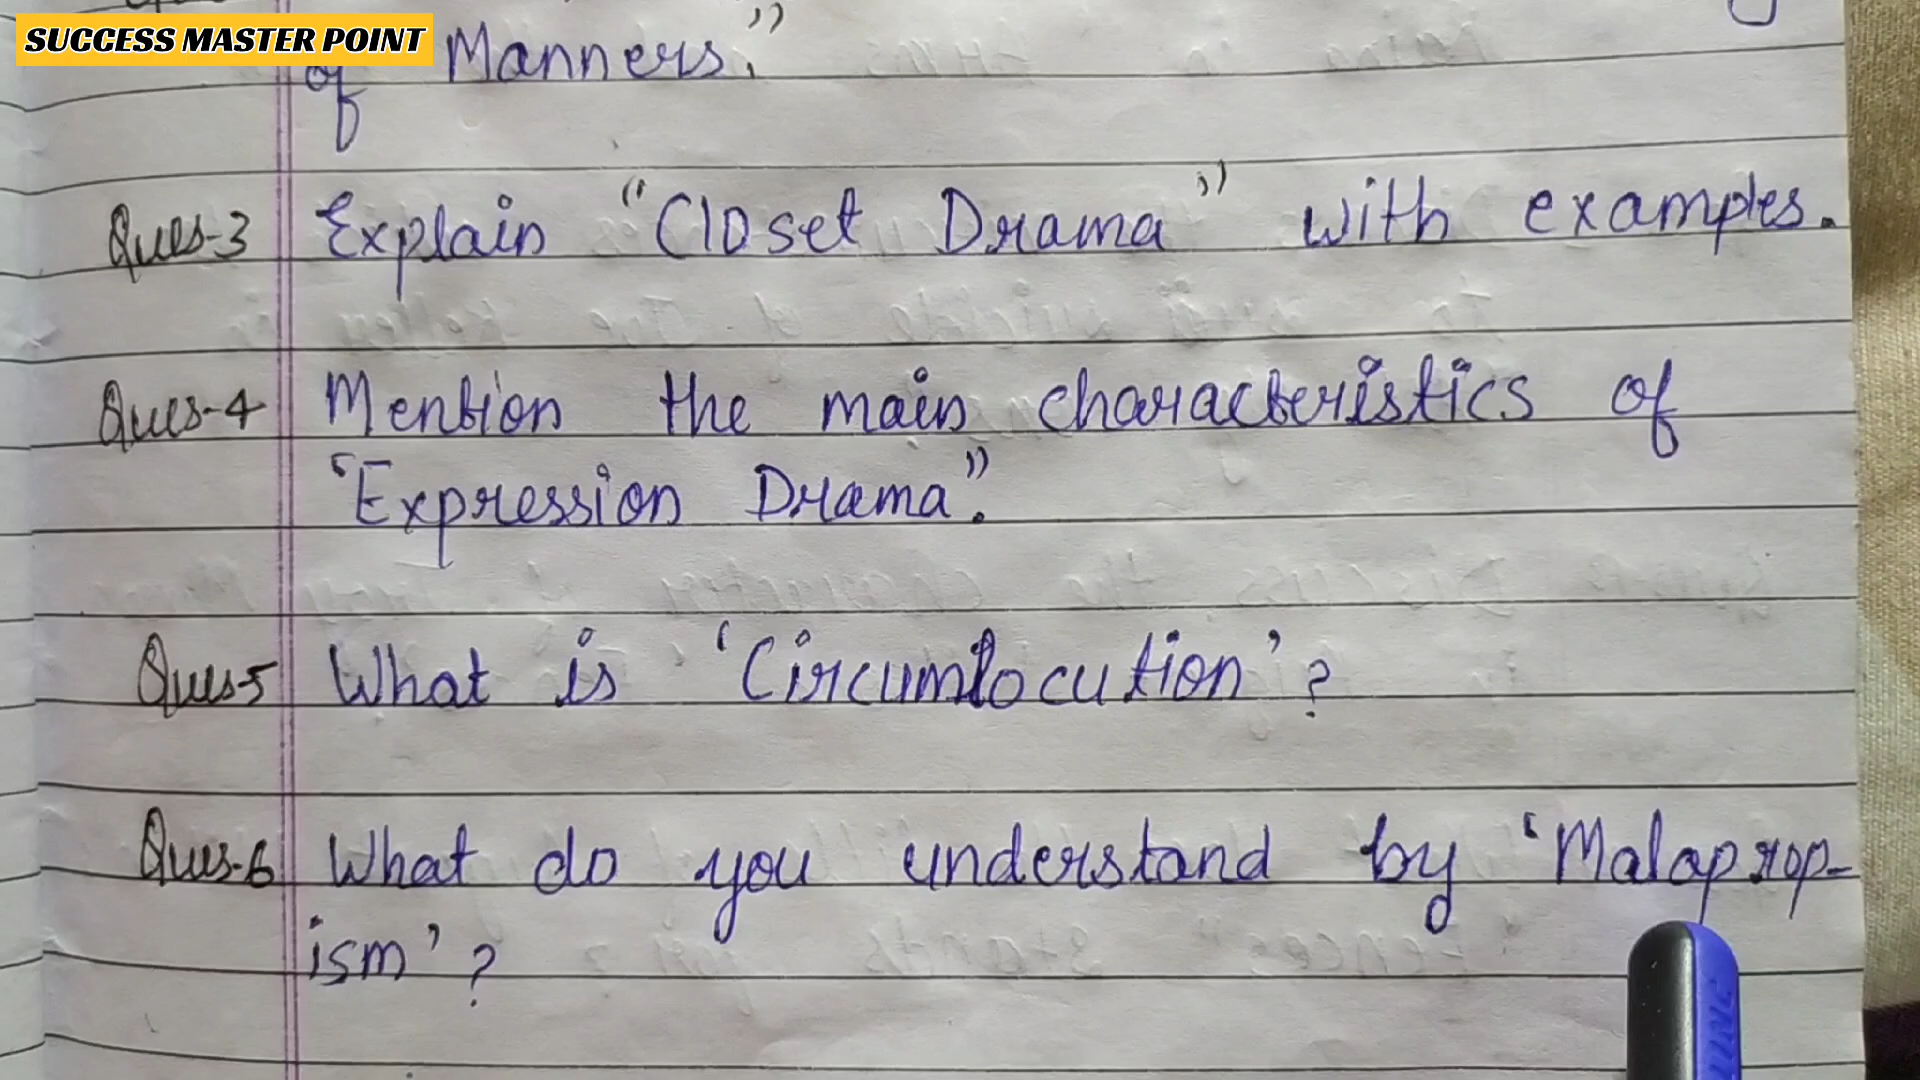 SUCCESS MASTER POINT
of Manners."
Ques-3 Explain "Closet Drama" with examples.
Ques-4 Mention the main characteristics of
"Expression Drama".
Ques-5 What is 'Circumlocution'?
Ques-6 What do you understand by 'Malaprop-
ism'?